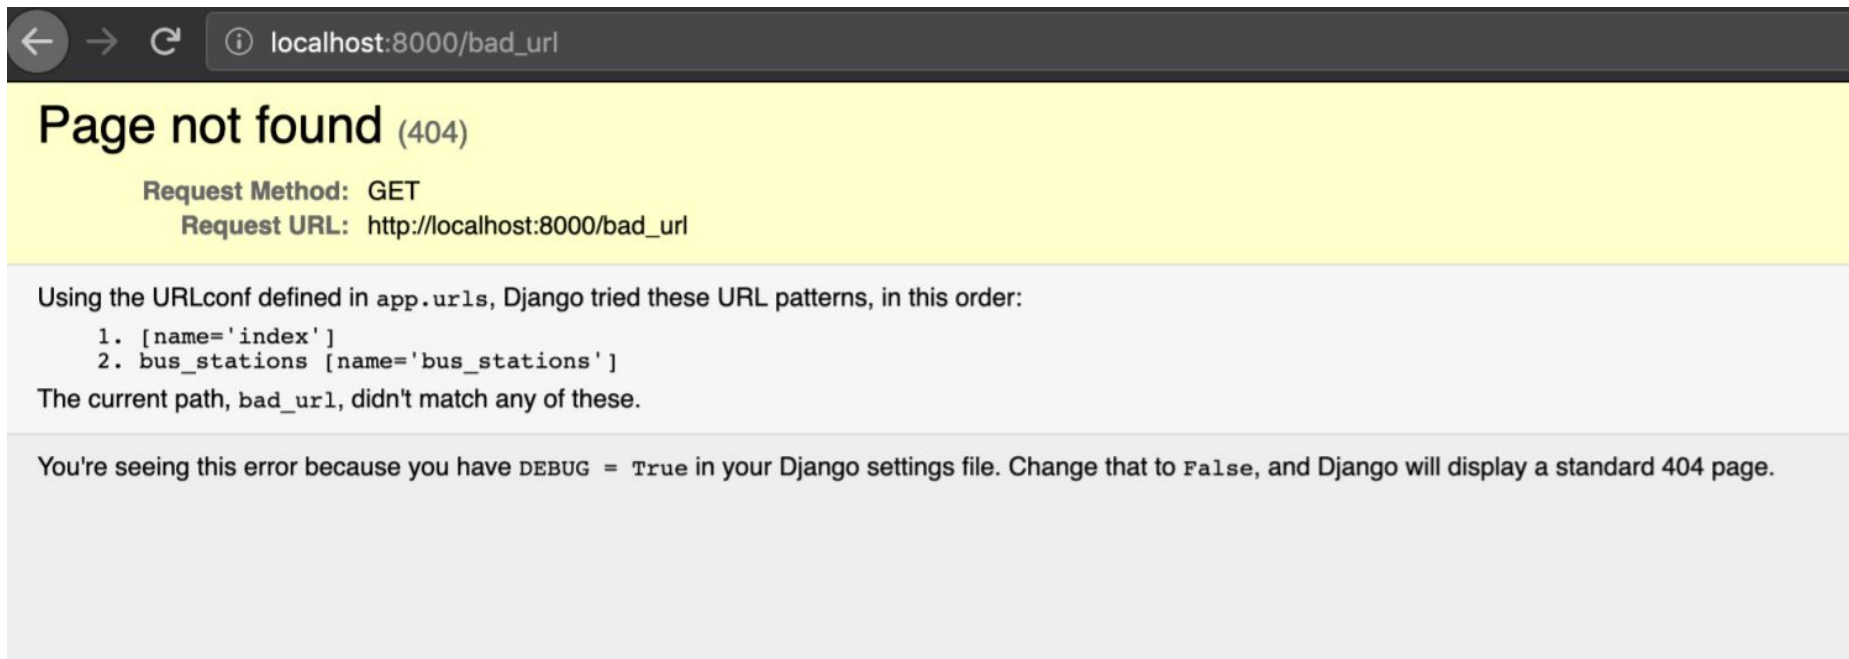 localhost:8000/bad_url
Page not found (404)
Request Method: GET
Request URL: http://localhost:8000/bad_url
Using the URLconf defined in app.urls, Django tried these URL patterns, in this order:
1. [name='index']
2. bus_stations [name='bus_stations']
The current path, bad_url, didn't match any of these.
You're seeing this error because you have DEBUG = True in your Django settings file. Change that to False, and Django will display a standard 404 page.